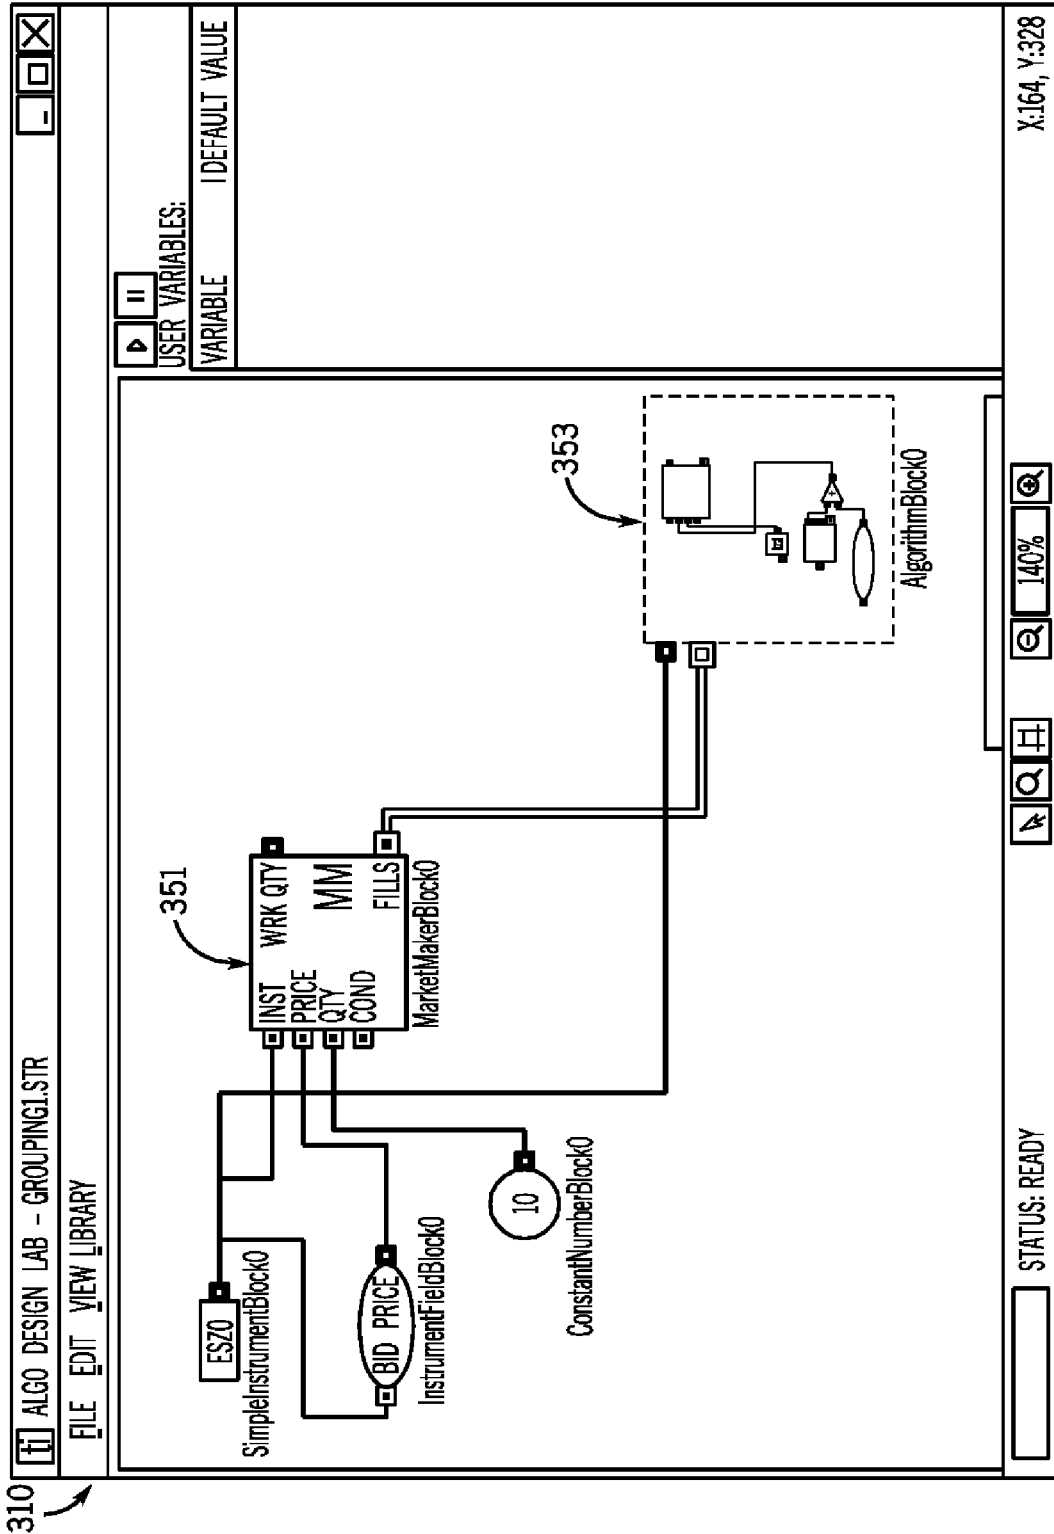 310
ti ALGO DESIGN LAB – GROUPING1.STR
FILE EDIT VIEW LIBRARY
USER VARIABLES:
VARIABLE | DEFAULT VALUE
ESZ0
SimpleInstrumentBlock0
BID PRICE
InstrumentFieldBlock0
10
ConstantNumberBlock0
351
INST WRK QTY
PRICE
QTY MM
COND FILLS
MarketMakerBlock0
353
AlgorithmBlock0
STATUS: READY
140%
X:164, Y:328